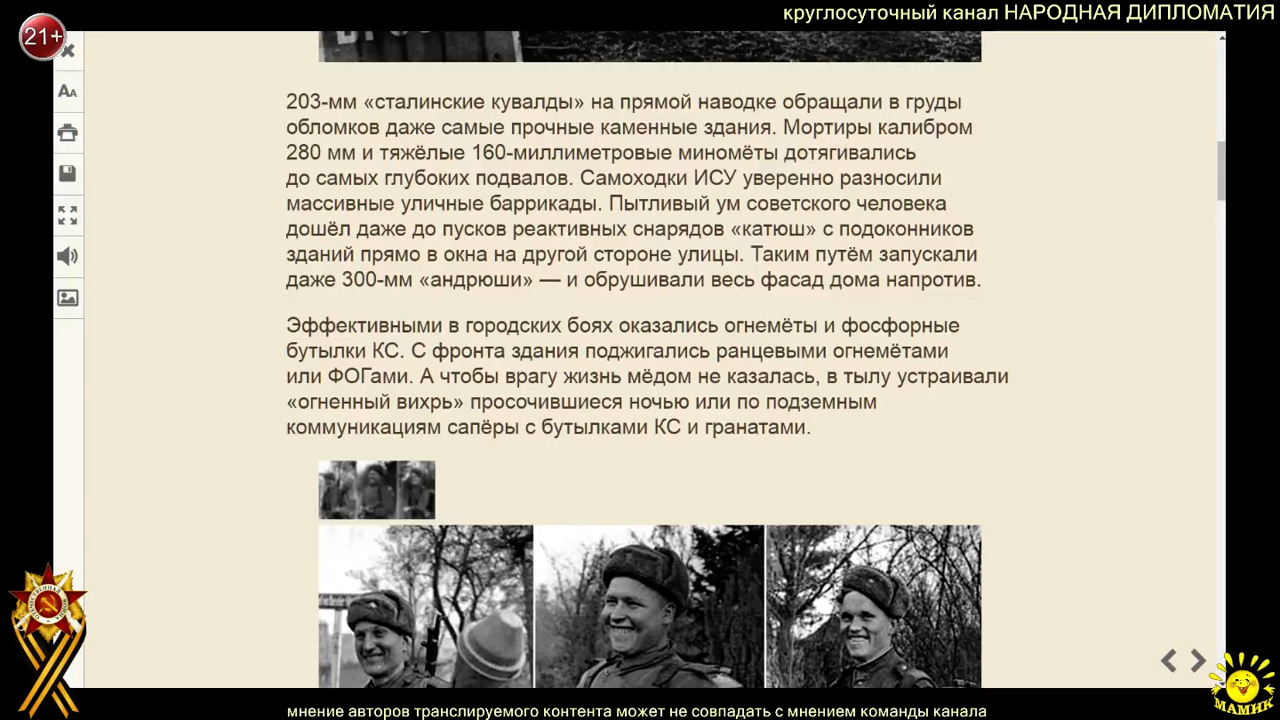 круглосуточный канал НАРОДНАЯ ДИПЛОМАТИЯ
21+
AA
203-мм «сталинские кувалды» на прямой наводке обращали в груды
обломков даже самые прочные каменные здания. Мортиры калибром
280 мм и тяжёлые 160-миллиметровые миномёты дотягивались
до самых глубоких подвалов. Самоходки ИСУ уверенно разносили
массивные уличные баррикады. Пытливый ум советского человека
дошёл даже до пусков реактивных снарядов «катюш» с подоконников
зданий прямо в окна на другой стороне улицы. Таким путём запускали
даже 300-мм «андрюши» — и обрушивали весь фасад дома напротив.
Эффективными в городских боях оказались огнемёты и фосфорные
бутылки КС. С фронта здания поджигались ранцевыми огнемётами
или ФОГами. А чтобы врагу жизнь мёдом не казалась, в тылу устраивали
«огненный вихрь» просочившиеся ночью или по подземным
коммуникациям сапёры с бутылками КС и гранатами.
МАМИК
мнение авторов транслируемого контента может не совпадать с мнением команды канала